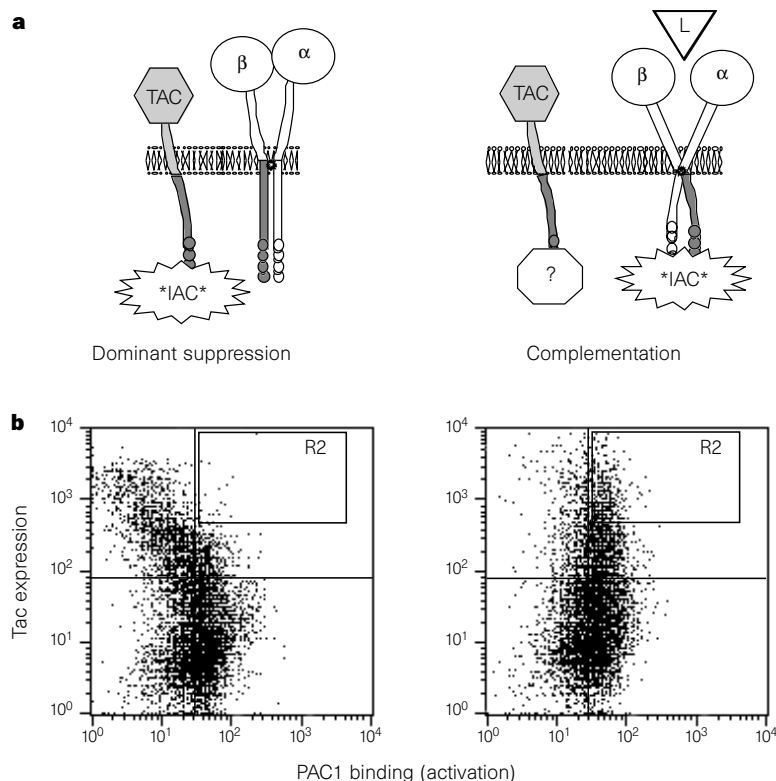 a
L
β α β α
TAC TAC
*IAC* ? *IAC*
Dominant suppression Complementation
b
10⁴ R2 10⁴ R2
10³ 10³
10² 10²
10¹ 10¹
10⁰ 10⁰
10⁰ 10¹ 10² 10³ 10⁴ 10⁰ 10¹ 10² 10³ 10⁴
Tac expression
PAC1 binding (activation)